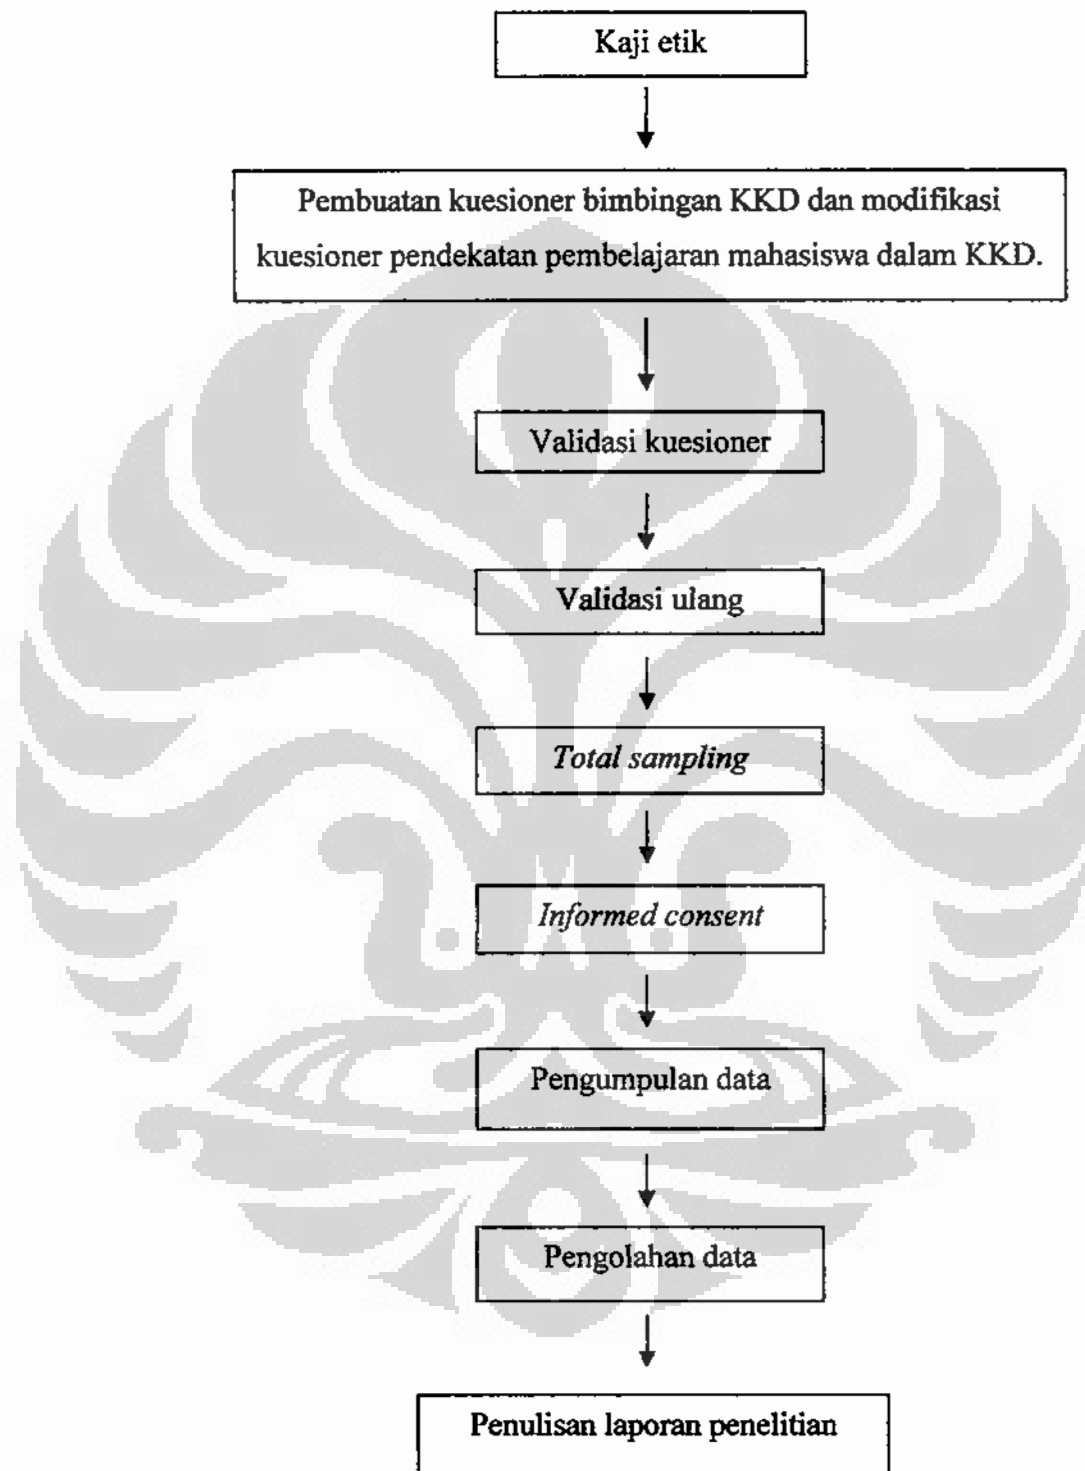 Kaji etik
Pembuatan kuesioner bimbingan KKD dan modifikasi
kuesioner pendekatan pembelajaran mahasiswa dalam KKD.
Validasi kuesioner
Validasi ulang
Total sampling
Informed consent
Pengumpulan data
Pengolahan data
Penulisan laporan penelitian